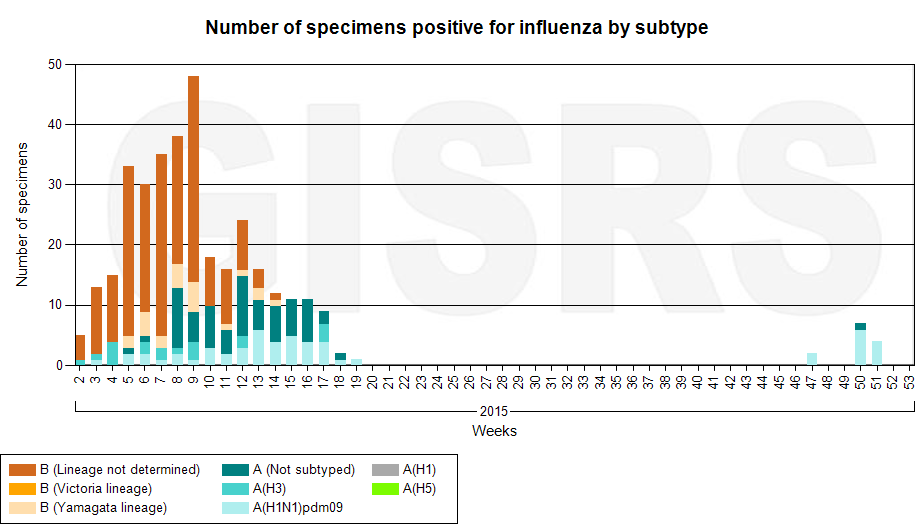 Number of specimens positive for influenza by subtype
GISRS
Number of specimens
50
40
30
20
10
0
2 3 4 5 6 7 8 9 10 11 12 13 14 15 16 17 18 19 20 21 22 23 24 25 26 27 28 29 30 31 32 33 34 35 36 37 38 39 40 41 42 43 44 45 46 47 48 49 50 51 52 53
2015
Weeks
B (Lineage not determined) A (Not subtyped) A(H1)
B (Victoria lineage) A(H3) A(H5)
B (Yamagata lineage) A(H1N1)pdm09